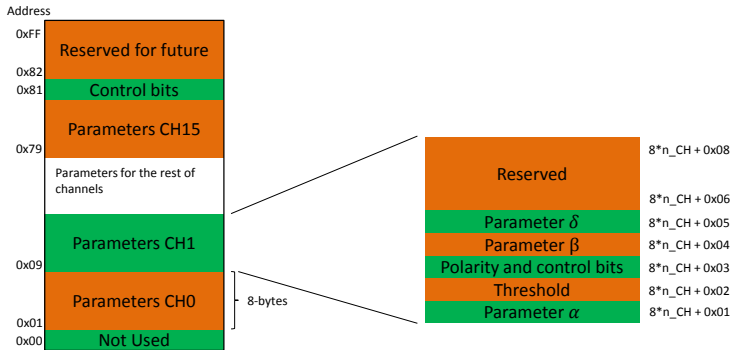 Address
0xFF
Reserved for future
0x82
0x81
Control bits
Parameters CH15
0x79
Parameters for the rest of
channels
Parameters CH1
0x09
Parameters CH0
8-bytes
0x01
0x00
Not Used
8*n_CH + 0x08
Reserved
8*n_CH + 0x06
Parameter δ
8*n_CH + 0x05
Parameter β
8*n_CH + 0x04
Polarity and control bits
8*n_CH + 0x03
Threshold
8*n_CH + 0x02
Parameter α
8*n_CH + 0x01